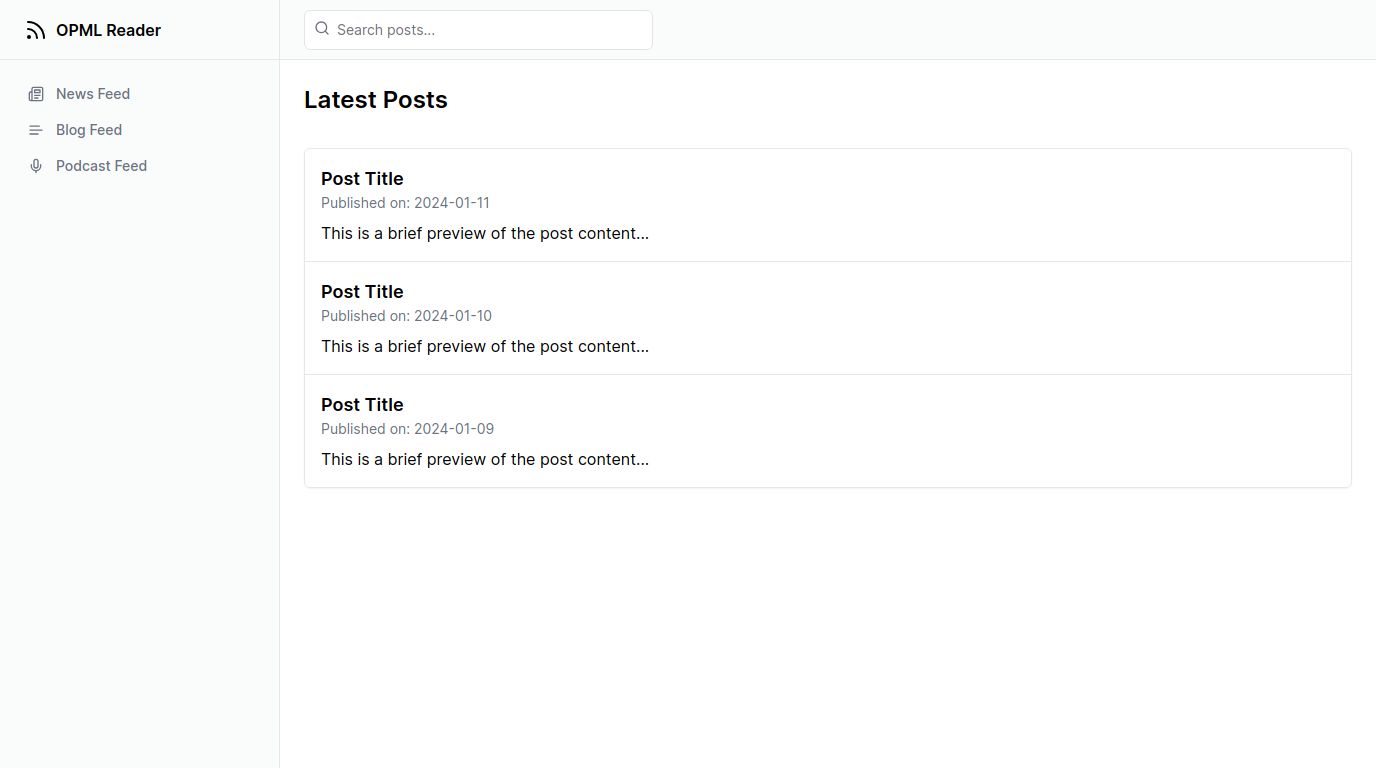 OPML Reader
News Feed
Blog Feed
Podcast Feed
Search posts...
Latest Posts
Post Title
Published on: 2024-01-11
This is a brief preview of the post content...
Post Title
Published on: 2024-01-10
This is a brief preview of the post content...
Post Title
Published on: 2024-01-09
This is a brief preview of the post content...